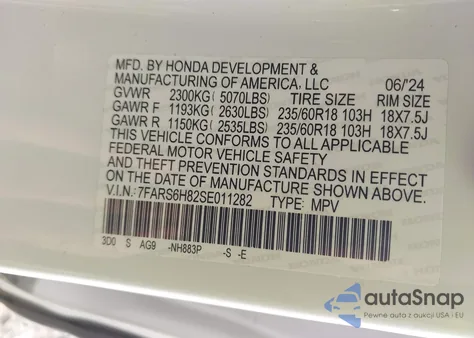 MFD. BY HONDA DEVELOPMENT &
MANUFACTURING OF AMERICA, LLC 06/'24
GVWR 2300KG ( 5070LBS) TIRE SIZE RIM SIZE
GAWR F 1193KG ( 2630LBS) 235/60R18 103H 18X7.5J
GAWR R 1150KG ( 2535LBS) 235/60R18 103H 18X7.5J
THIS VEHICLE CONFORMS TO ALL APPLICABLE
FEDERAL MOTOR VEHICLE SAFETY BUMPER,
AND THEFT PREVENTION STANDARDS IN EFFECT
ON THE DATE OF MANUFACTURE SHOWN ABOVE.
V.I.N.: 7FARS6H82SE011282 TYPE: MPV
3D0 S AG9 -NH883P -S -E
autoSnap
Pewne auta z aukcji USA i EU